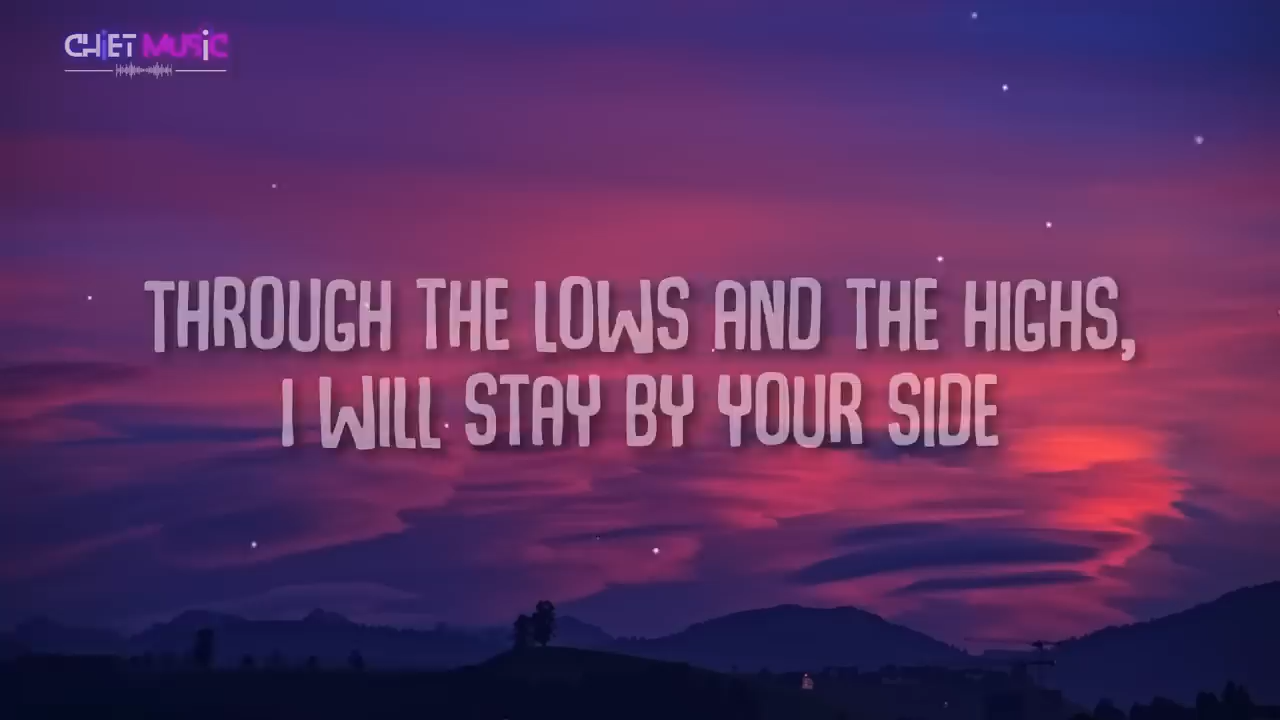 CHiET MUSiC
THROUGH THE LOWS AND THE HIGHS,
I WILL STAY BY YOUR SIDE